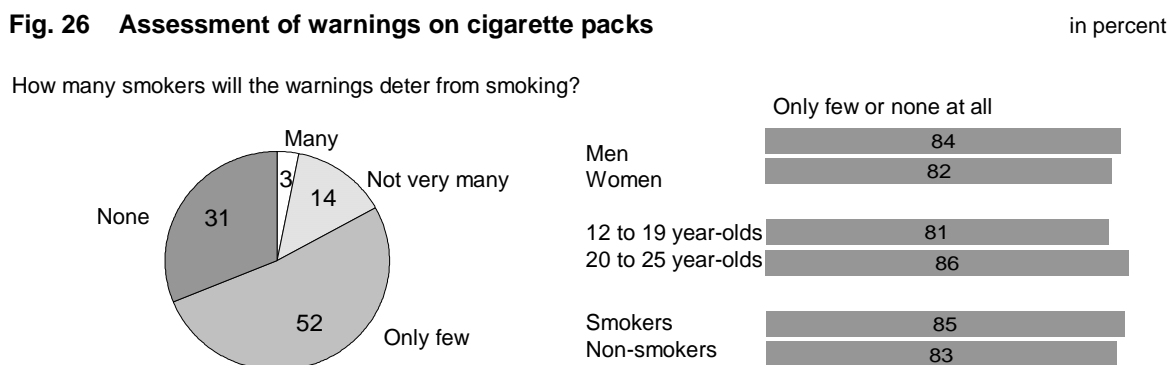 Fig. 26 Assessment of warnings on cigarette packs in percent
How many smokers will the warnings deter from smoking?
Many
3
Not very many
14
None
31
52
Only few
Only few or none at all
Men 84
Women 82
12 to 19 year-olds 81
20 to 25 year-olds 86
Smokers 85
Non-smokers 83